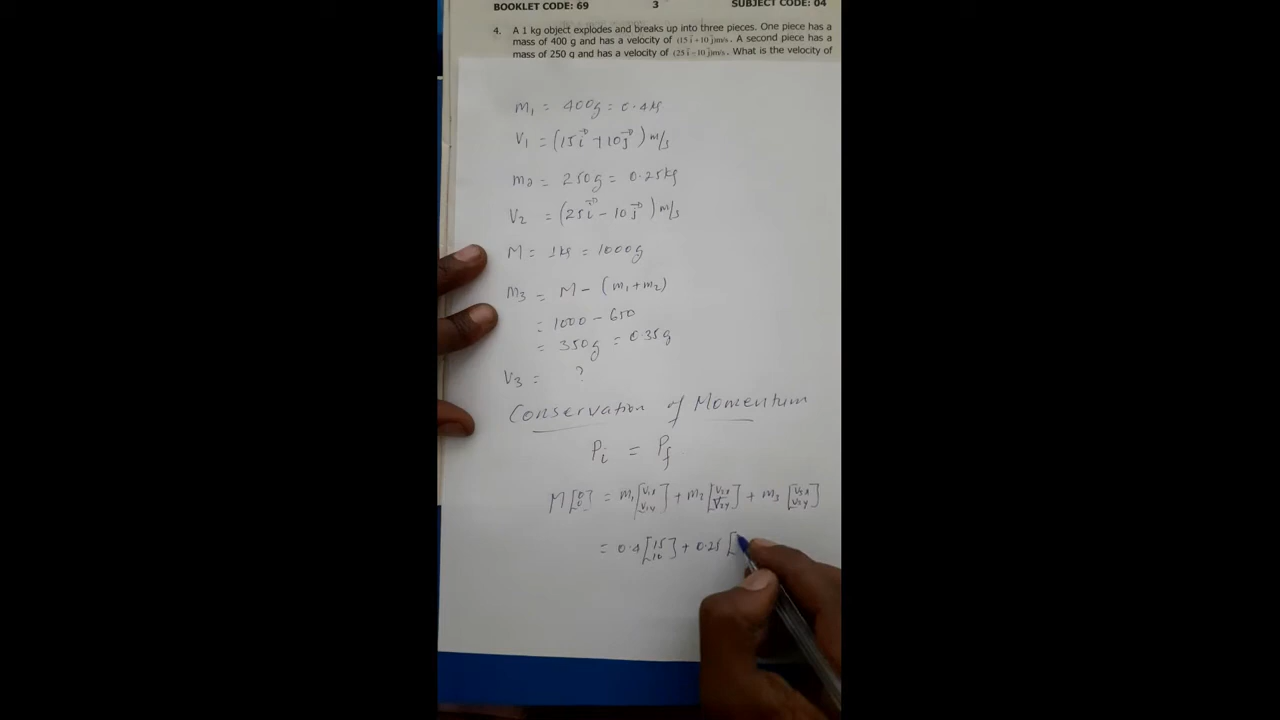 BOOKLET CODE: 69 3 SUBJECT CODE: 04
4. A 1 kg object explodes and breaks up into three pieces. One piece has a
mass of 400 g and has a velocity of (15 i + 10 j)m/s. A second piece has a
mass of 250 g and has a velocity of (25 i - 10 j)m/s. What is the velocity of
m₁ = 400g = 0.4kg
V₁ = (15i⃗ + 10j⃗) m/s
m₂ = 250g = 0.25kg
V₂ = (25i⃗ - 10j⃗) m/s
M = 1kg = 1000g
m₃ = M - (m₁+m₂)
= 1000 - 650
= 350g = 0.35g
V₃ = ?
Conservation of Momentum
Pᵢ = P_f
M[0 0] = m₁[V₁ₓ V₁y] + m₂[V₂ₓ V₂y] + m₃[V₃ₓ V₃y]
= 0.4[15 10] + 0.25[